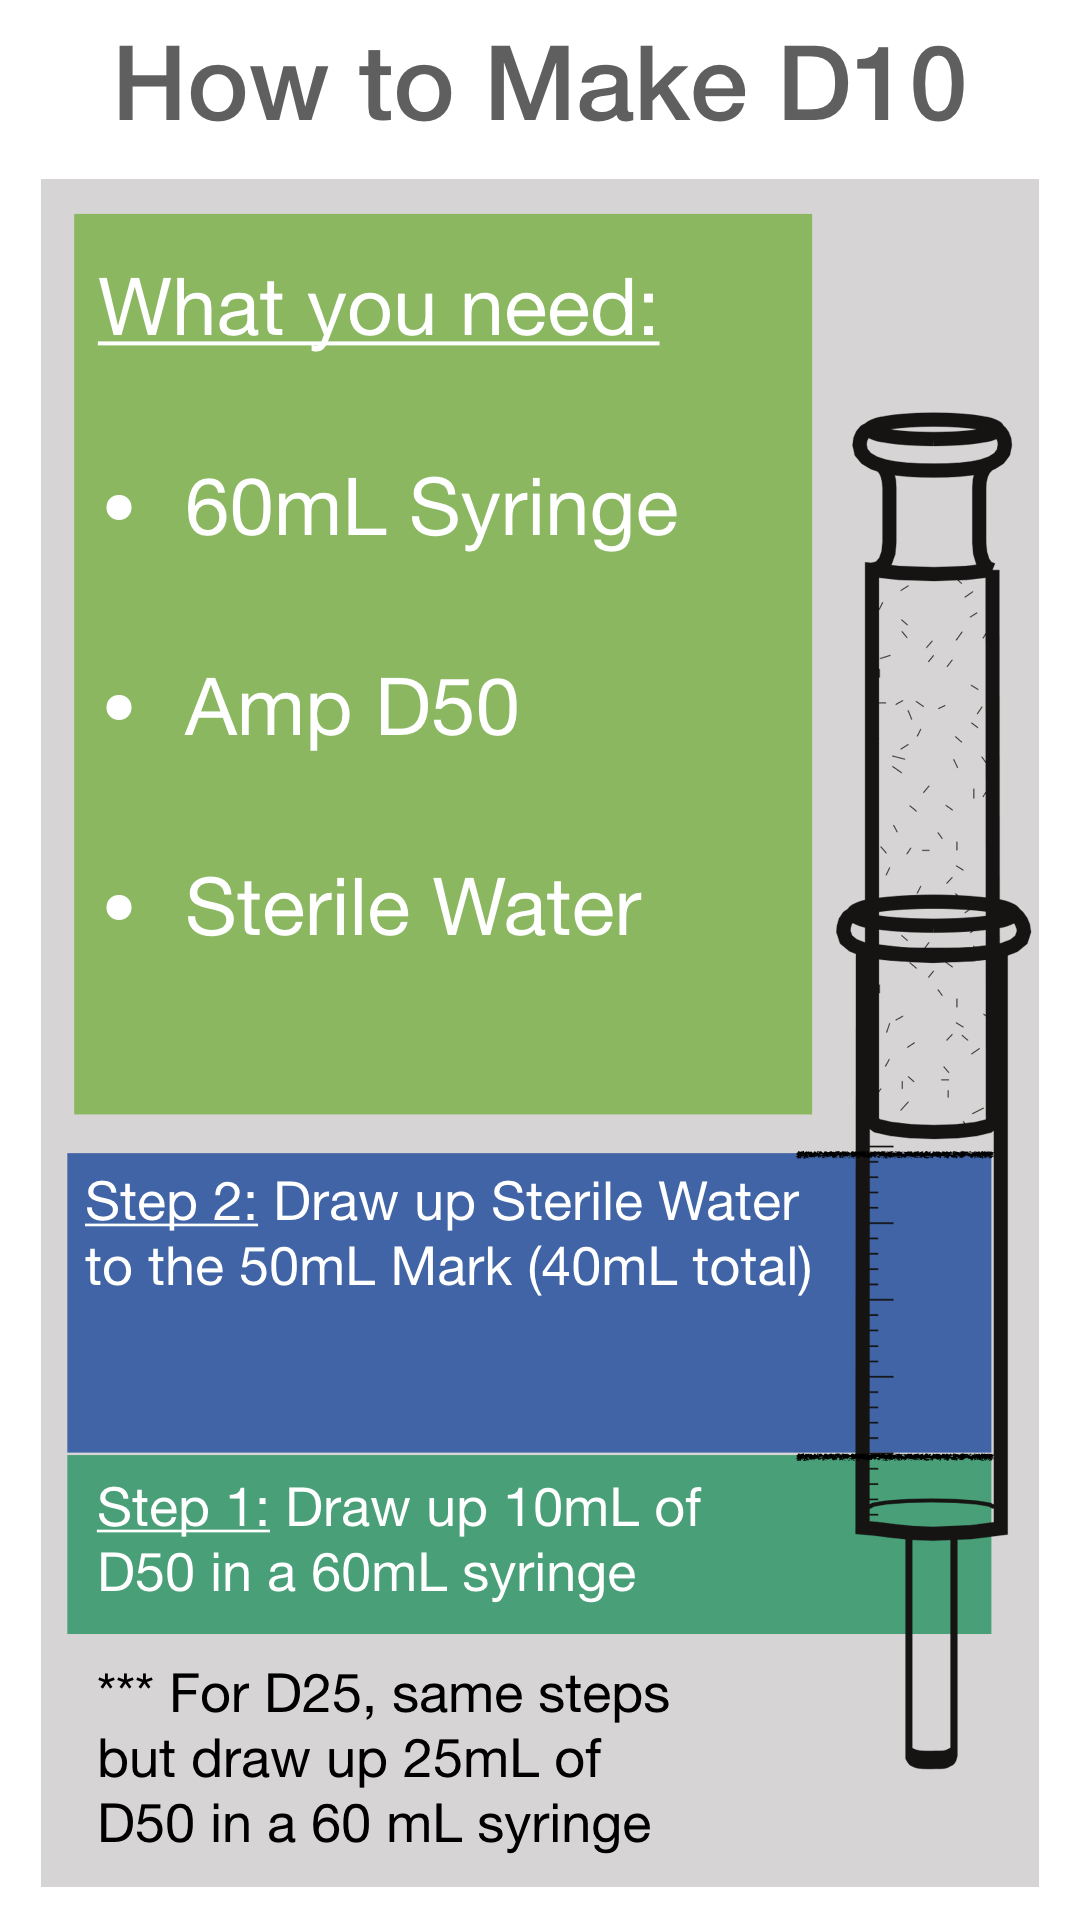 How to Make D10
What you need:
• 60mL Syringe
• Amp D50
• Sterile Water
Step 2: Draw up Sterile Water
to the 50mL Mark (40mL total)
Step 1: Draw up 10mL of
D50 in a 60mL syringe
*** For D25, same steps
but draw up 25mL of
D50 in a 60 mL syringe